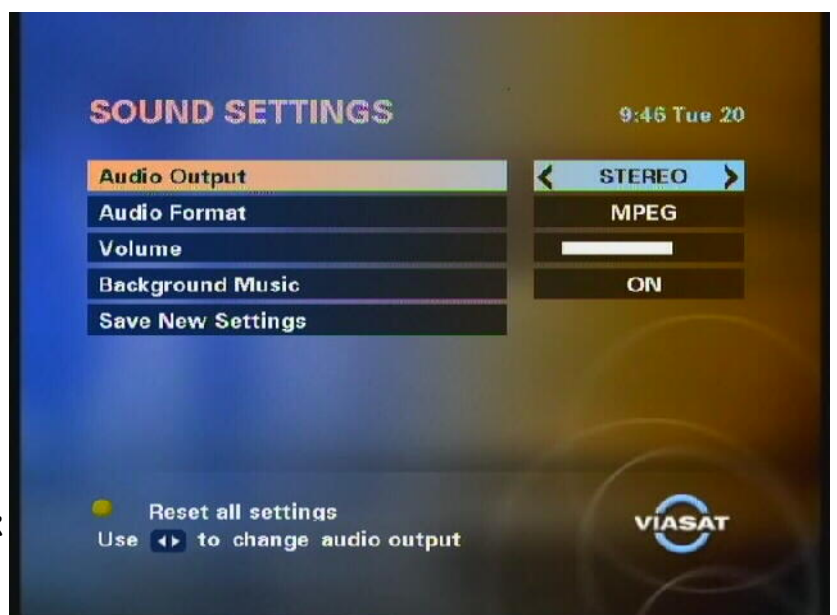 SOUND SETTINGS
9:46 Tue 20
Audio Output
STEREO
Audio Format
MPEG
Volume
Background Music
ON
Save New Settings
Reset all settings
Use to change audio output
VIASAT